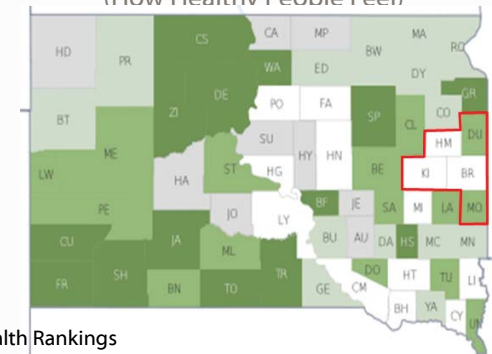 (How Healthy People Feel)
CS CA MP MA
HD PR BW RO
WA ED DY
DE PO FA GR
BT ZI SP CL CO DU
ME SU HM
LW ST HY HN BE KI BR
HA HG
PE JO LY BF JE SA MI LA MO
CU JA ML BU AU DA HS MC MN
FR SH BN TO TR GE DO HT TU LI
CM BH YA CY UN
alth Rankings